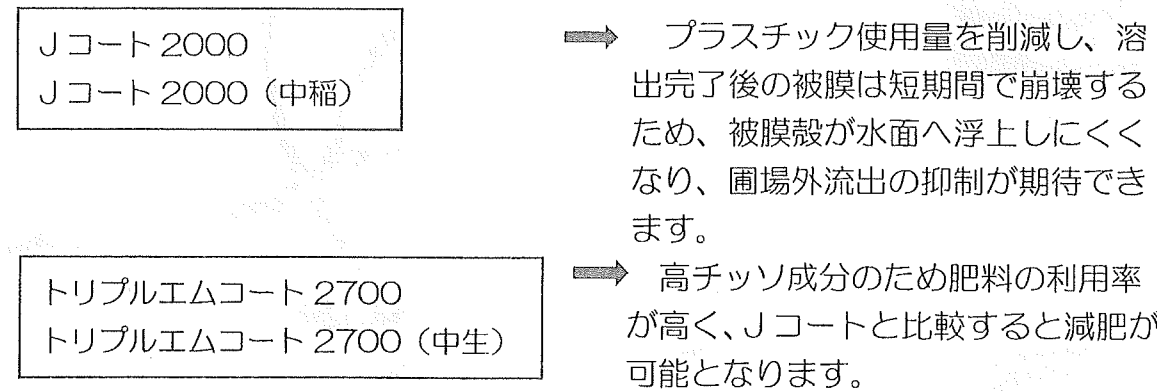 Jコート2000
Jコート2000（中稲）
プラスチック使用量を削減し、溶
出完了後の被膜は短期間で崩壊する
ため、被膜殻が水面へ浮上しにくく
なり、圃場外流出の抑制が期待でき
ます。
トリプルエムコート2700
トリプルエムコート2700（中生）
高チッソ成分のため肥料の利用率
が高く、Jコートと比較すると減肥が
可能となります。